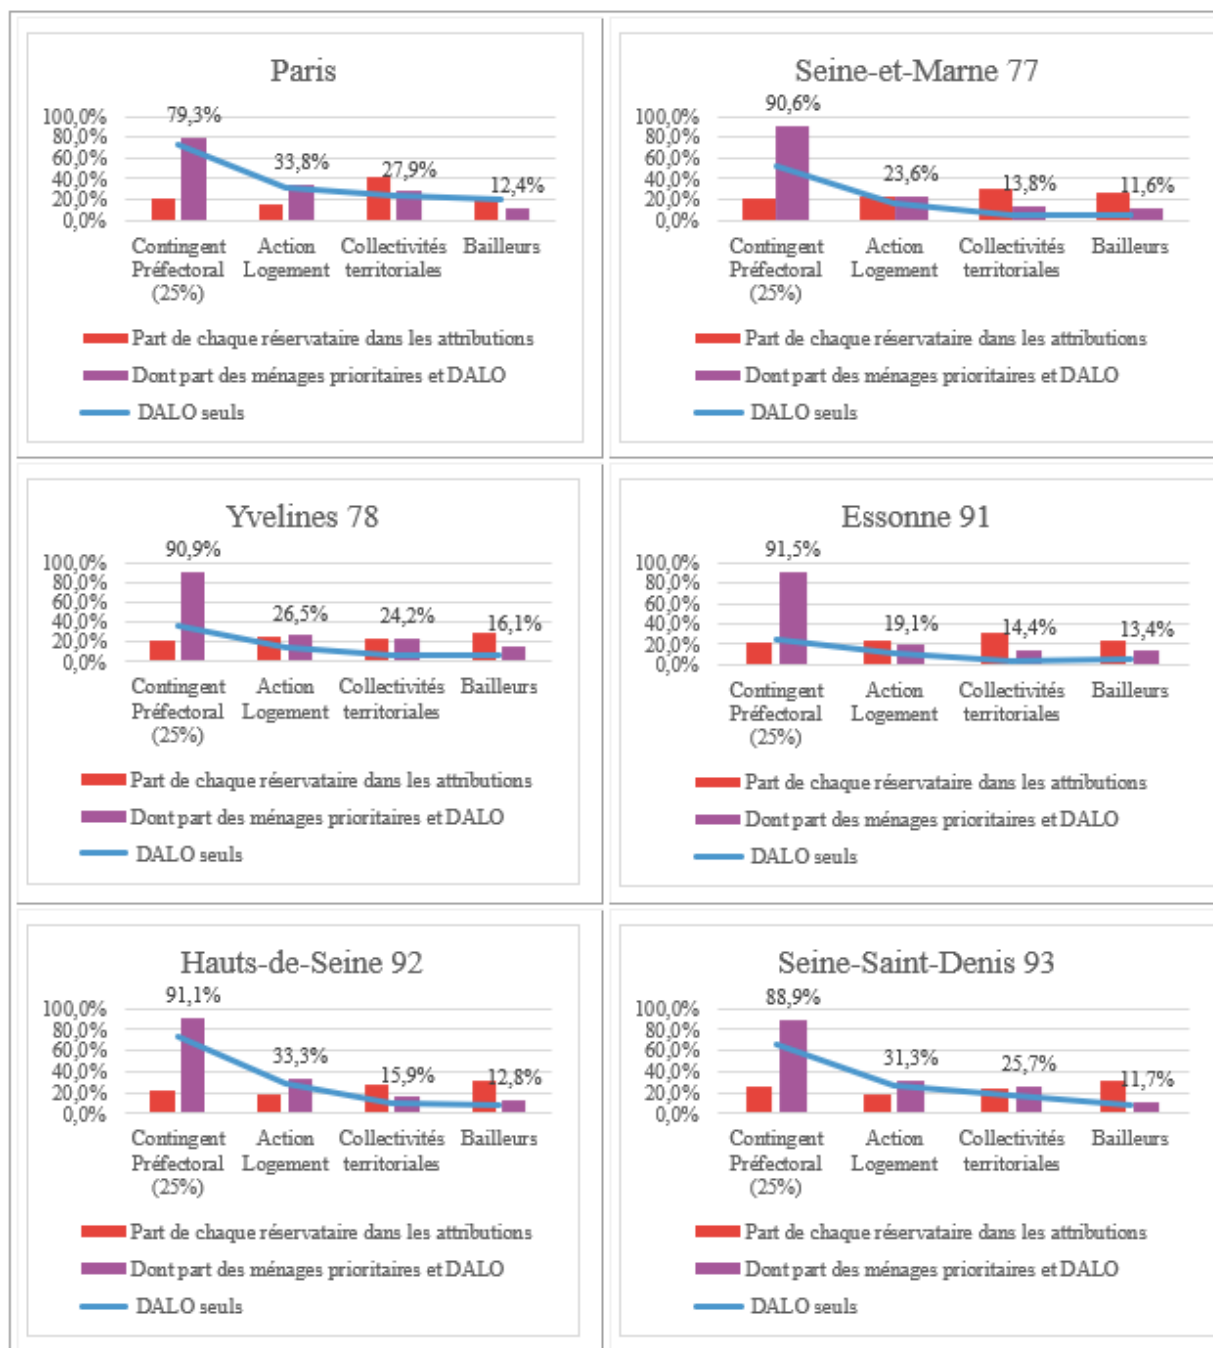 Paris
100,0%
80,0%
60,0%
40,0%
20,0%
0,0%
79,3%
33,8%
27,9%
12,4%
Contingent Préfectoral (25%)
Action Logement
Collectivités territoriales
Bailleurs
Part de chaque réservataire dans les attributions
Dont part des ménages prioritaires et DALO
DALO seuls
Seine-et-Marne 77
100,0%
80,0%
60,0%
40,0%
20,0%
0,0%
90,6%
23,6%
13,8%
11,6%
Contingent Préfectoral (25%)
Action Logement
Collectivités territoriales
Bailleurs
Part de chaque réservataire dans les attributions
Dont part des ménages prioritaires et DALO
DALO seuls
Yvelines 78
100,0%
80,0%
60,0%
40,0%
20,0%
0,0%
90,9%
26,5%
24,2%
16,1%
Contingent Préfectoral (25%)
Action Logement
Collectivités territoriales
Bailleurs
Part de chaque réservataire dans les attributions
Dont part des ménages prioritaires et DALO
DALO seuls
Essonne 91
100,0%
80,0%
60,0%
40,0%
20,0%
0,0%
91,5%
19,1%
14,4%
13,4%
Contingent Préfectoral (25%)
Action Logement
Collectivités territoriales
Bailleurs
Part de chaque réservataire dans les attributions
Dont part des ménages prioritaires et DALO
DALO seuls
Hauts-de-Seine 92
100,0%
80,0%
60,0%
40,0%
20,0%
0,0%
91,1%
33,3%
15,9%
12,8%
Contingent Préfectoral (25%)
Action Logement
Collectivités territoriales
Bailleurs
Part de chaque réservataire dans les attributions
Dont part des ménages prioritaires et DALO
DALO seuls
Seine-Saint-Denis 93
100,0%
80,0%
60,0%
40,0%
20,0%
0,0%
88,9%
31,3%
25,7%
11,7%
Contingent Préfectoral (25%)
Action Logement
Collectivités territoriales
Bailleurs
Part de chaque réservataire dans les attributions
Dont part des ménages prioritaires et DALO
DALO seuls